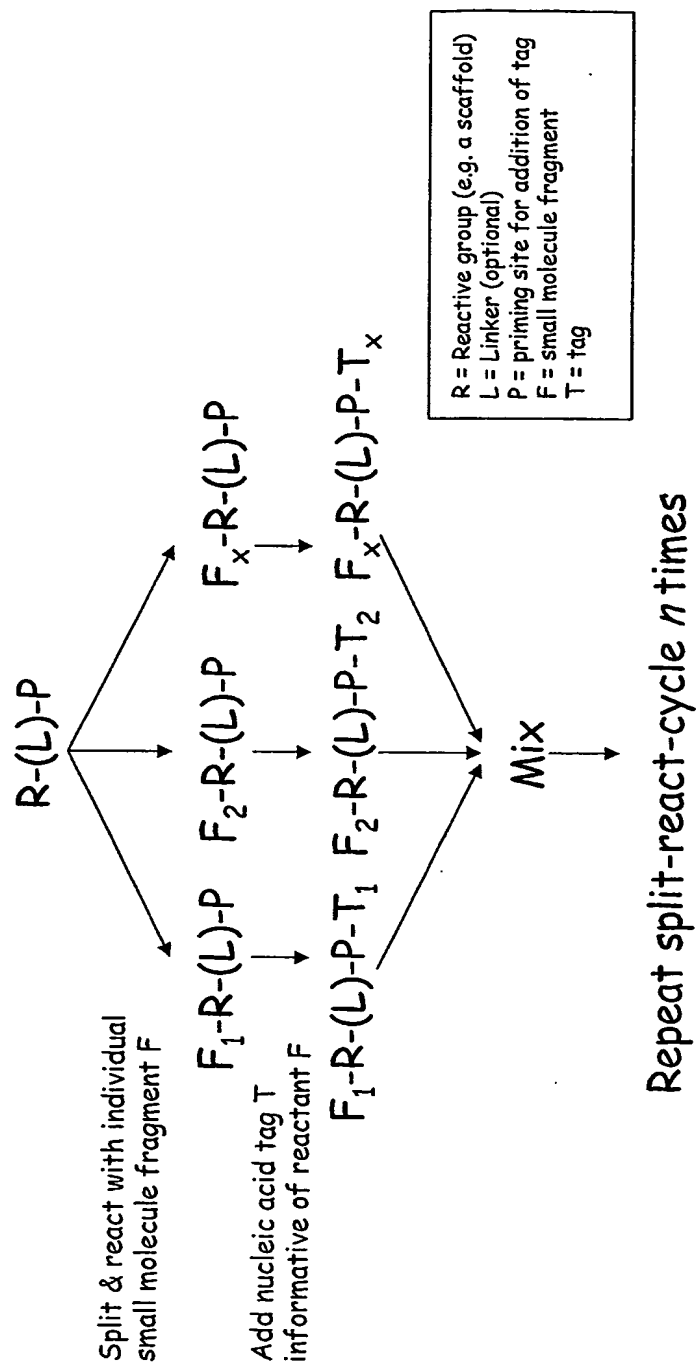 R-(L)-P
Split & react with individual
small molecule fragment F
F₁-R-(L)-P F₂-R-(L)-P Fₓ-R-(L)-P
Add nucleic acid tag T
informative of reactant F
F₁-R-(L)-P-T₁ F₂-R-(L)-P-T₂ Fₓ-R-(L)-P-Tₓ
Mix
Repeat split-react-cycle n times
R = Reactive group (e.g. a scaffold)
L = Linker (optional)
P = priming site for addition of tag
F = small molecule fragment
T = tag